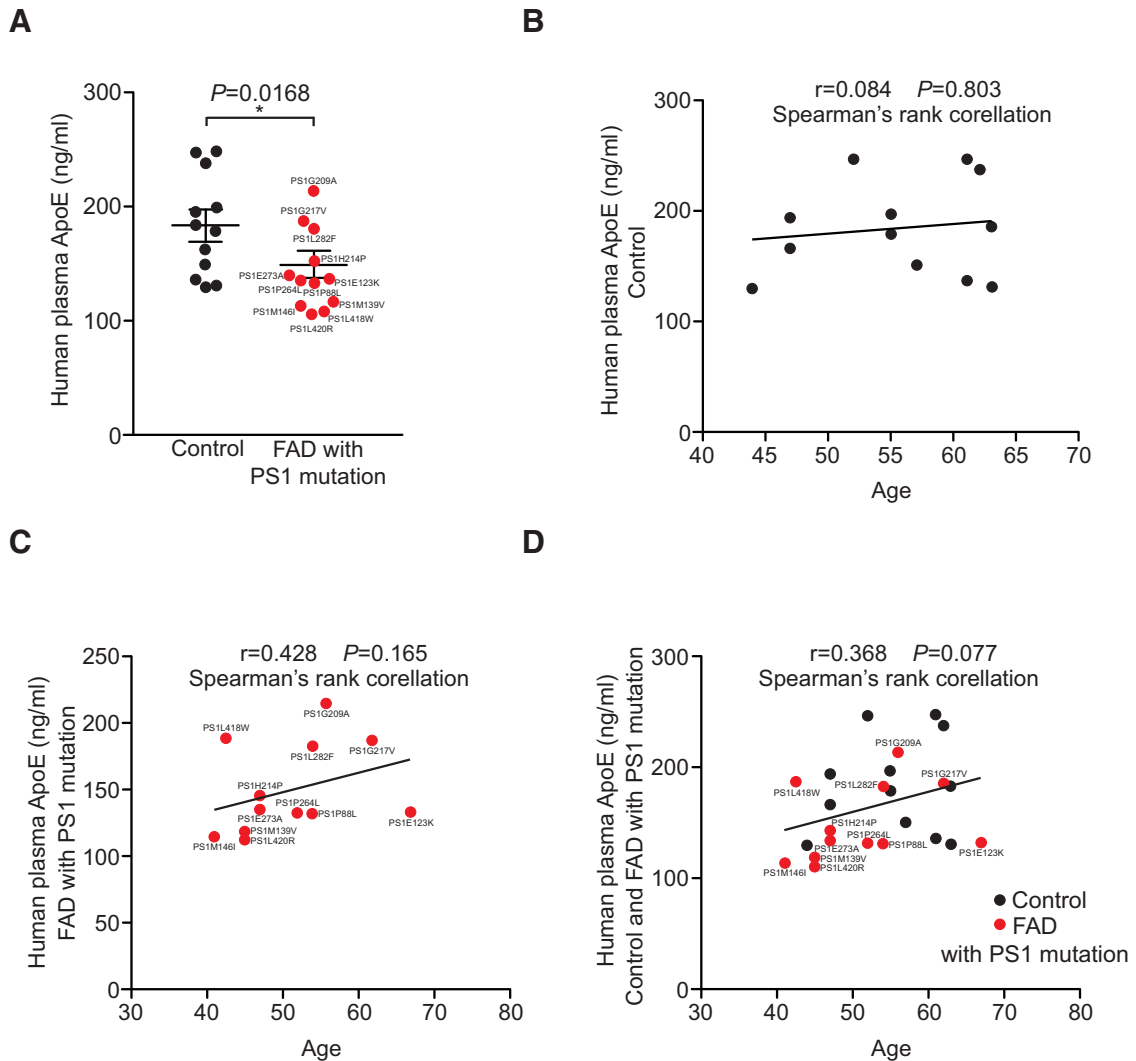 A
Human plasma ApoE (ng/ml)
300
200
100
0
P=0.0168
*
PS1G209A
PS1G217V
PS1L282F
PS1H214P
PS1E273A
PS1E123K
PS1P264L
PS1P88L
PS1M139V
PS1M146I
PS1L418W
PS1L420R
Control
FAD with
PS1 mutation
B
r=0.084 P=0.803
Spearman's rank corellation
Human plasma ApoE (ng/ml)
Control
300
200
100
0
40 45 50 55 60 65 70
Age
C
r=0.428 P=0.165
Spearman's rank corellation
Human plasma ApoE (ng/ml)
FAD with PS1 mutation
250
200
150
100
50
0
PS1G209A
PS1L418W
PS1L282F
PS1G217V
PS1H214P
PS1P264L
PS1E273A
PS1P88L
PS1E123K
PS1M139V
PS1M146I
PS1L420R
30 40 50 60 70 80
Age
D
r=0.368 P=0.077
Spearman's rank corellation
Human plasma ApoE (ng/ml)
Control and FAD with PS1 mutation
300
200
100
0
PS1G209A
PS1G217V
PS1L282F
PS1L418W
PS1H214P
PS1P264L
PS1E273A
PS1P88L
PS1E123K
PS1M139V
PS1M146I
PS1L420R
Control
FAD
with PS1 mutation
30 40 50 60 70 80
Age